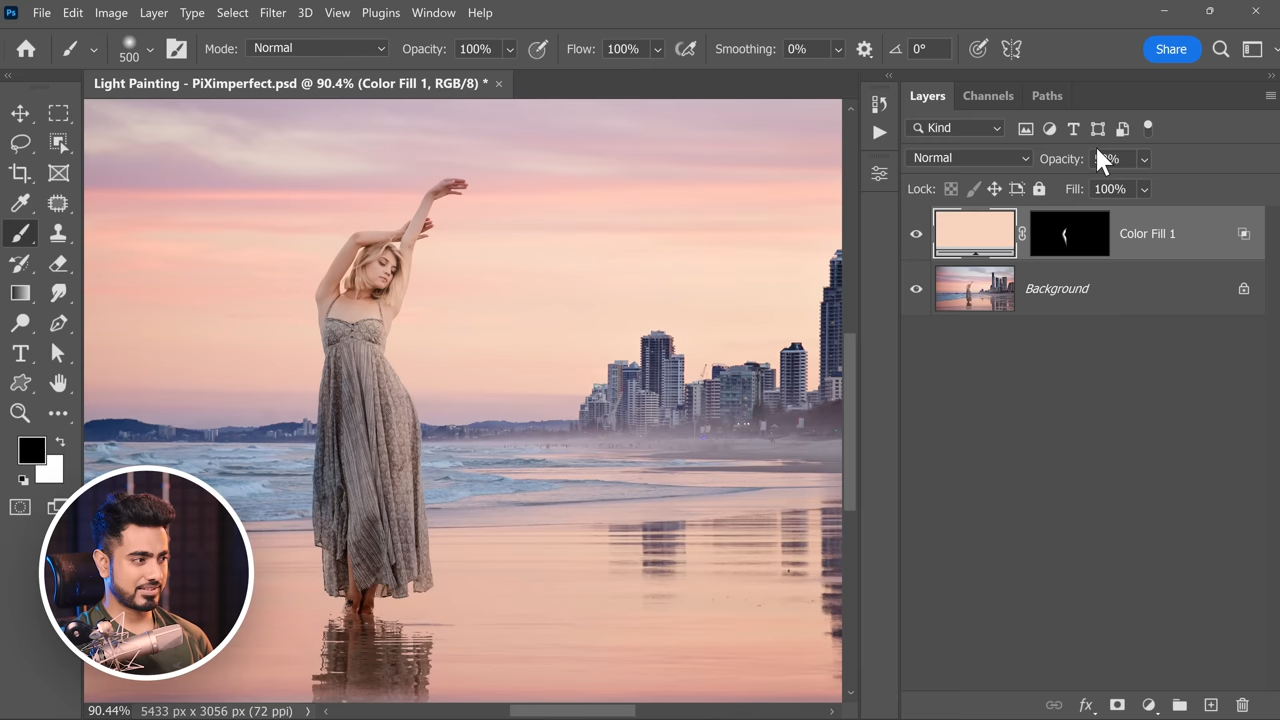 Ps File Edit Image Layer Type Select Filter 3D View Plugins Window Help
500 Mode: Normal Opacity: 100% Flow: 100% Smoothing: 0% 0° Share
Light Painting - PiXimperfect.psd @ 90.4% (Color Fill 1, RGB/8) *
Layers Channels Paths
Kind
Normal Opacity:
Lock: Fill: 100%
Color Fill 1
Background
90.44% 5433 px x 3056 px (72 ppi)